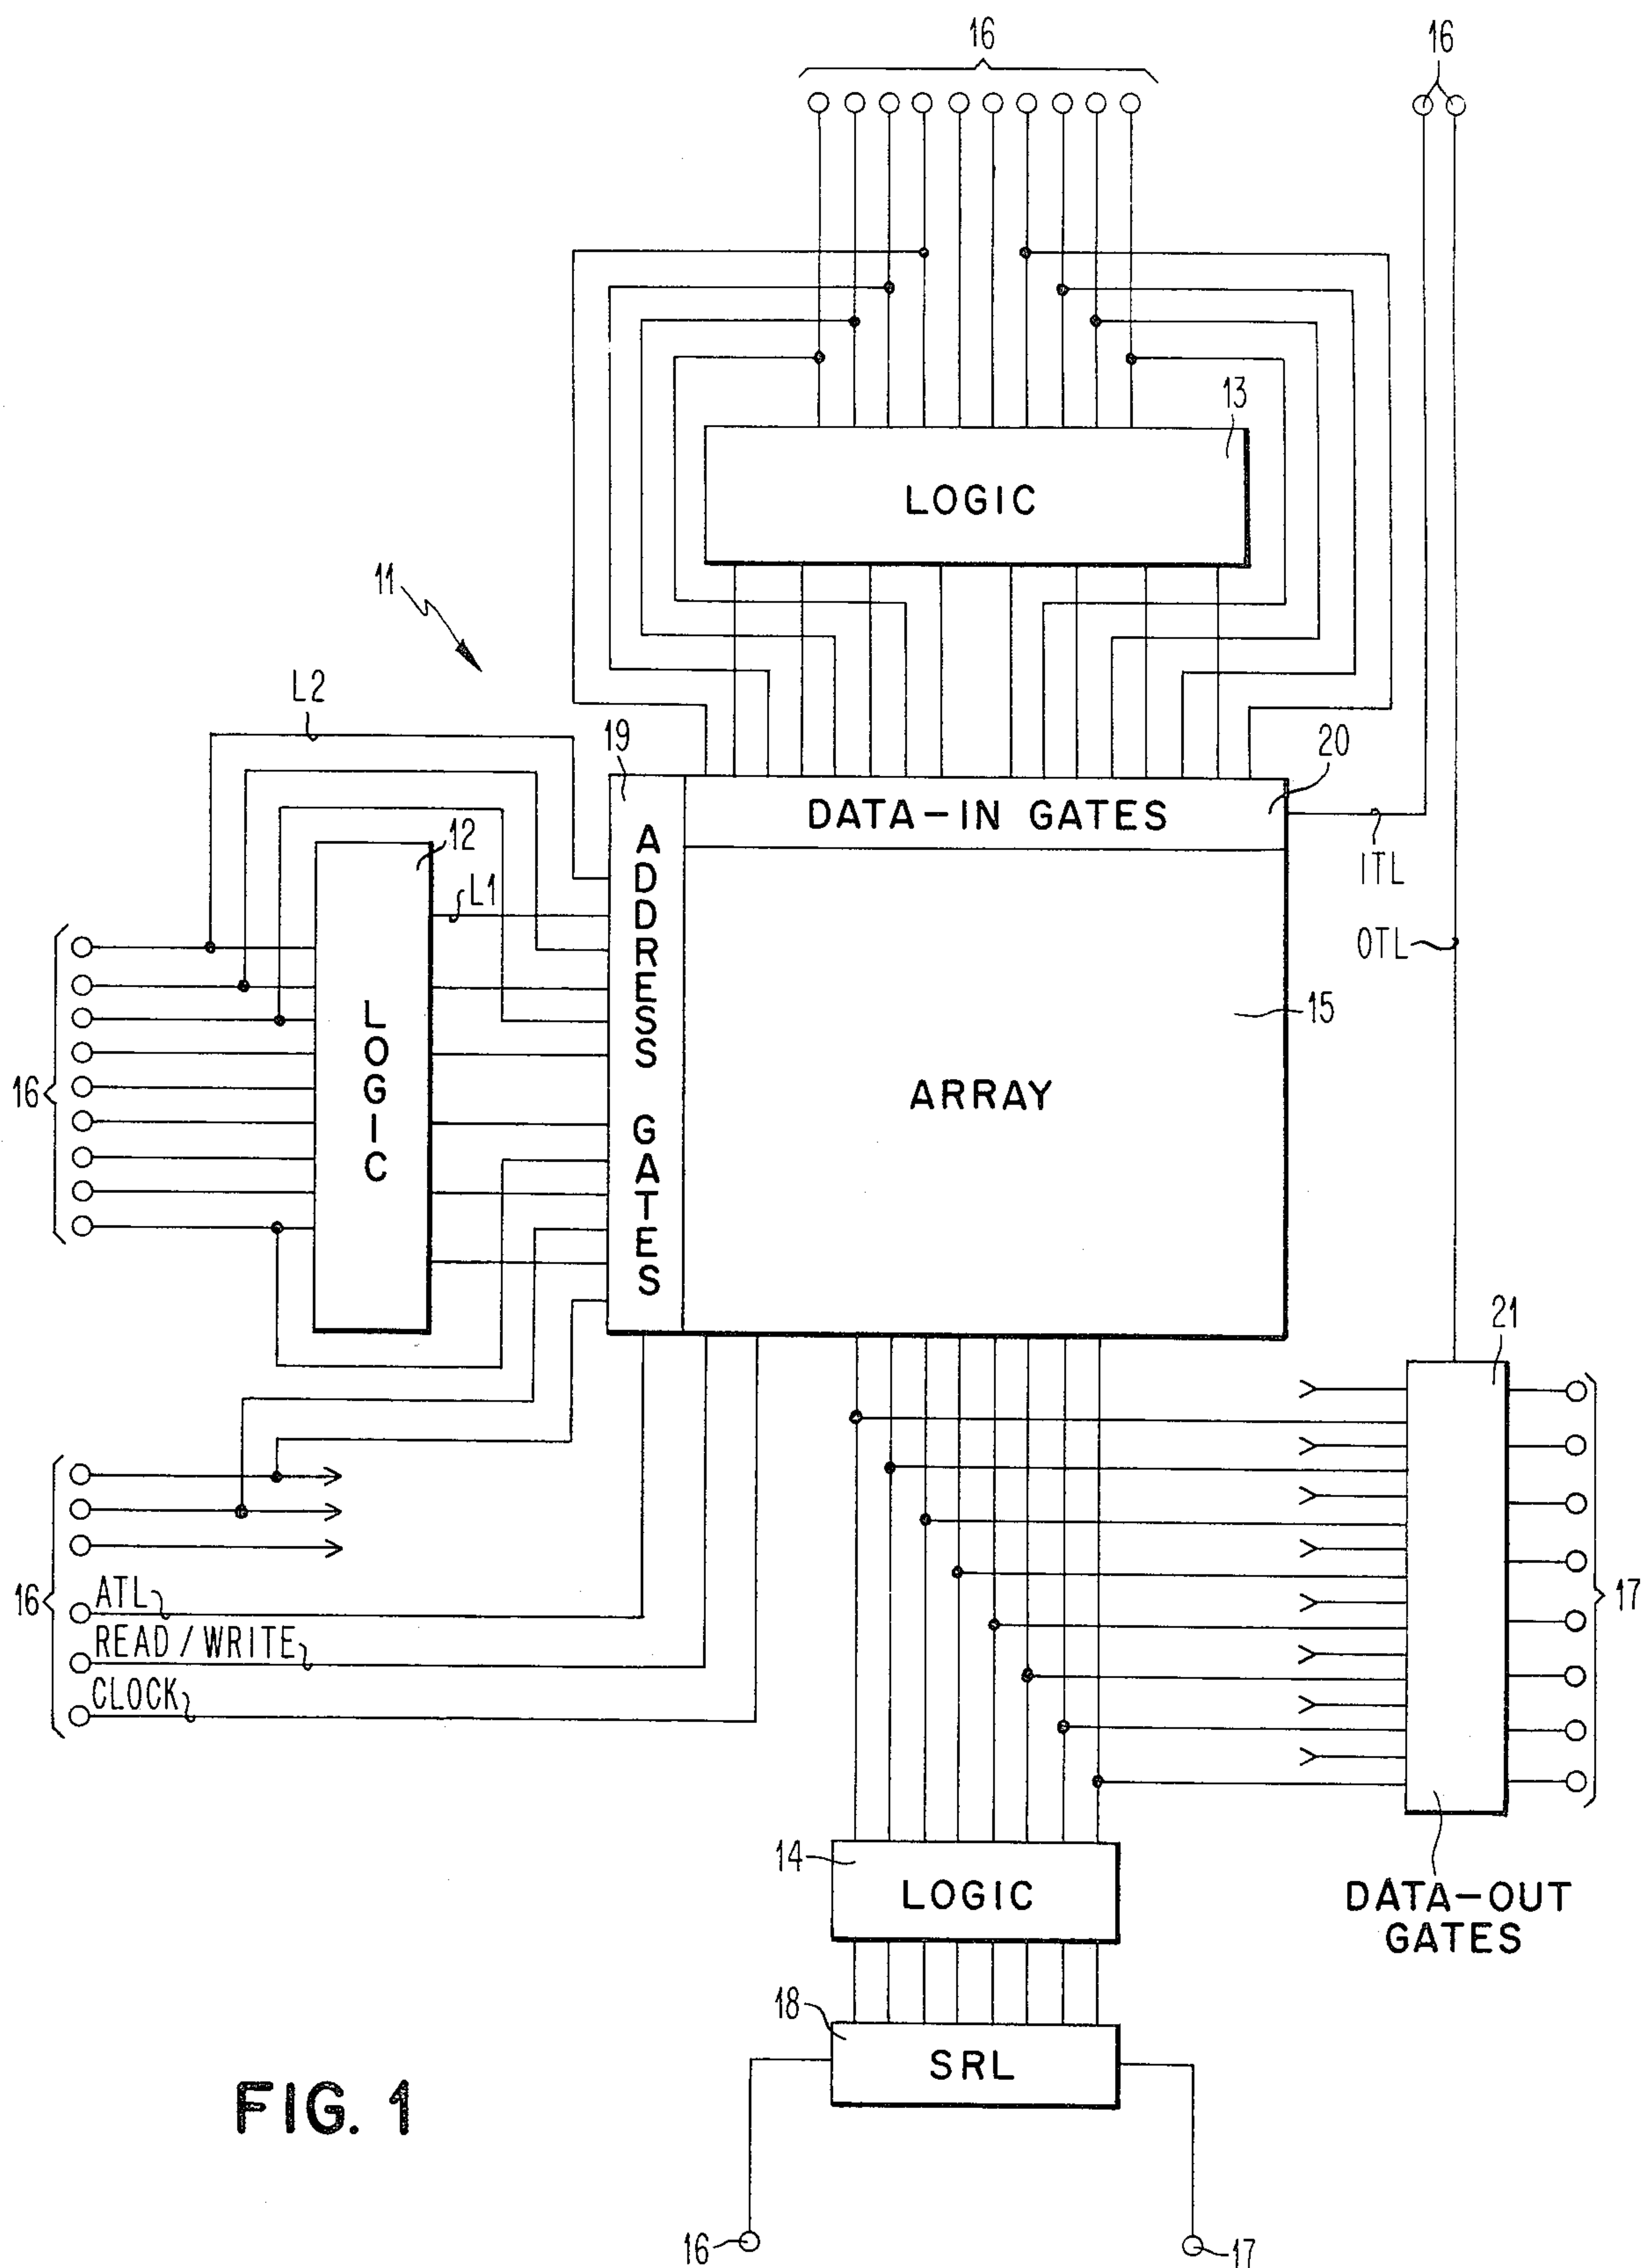 16
16
13
LOGIC
11
L2
19
20
DATA-IN GATES
ITL
12
L1
ADDRESS GATES
OTL
LOGIC
15
16
ARRAY
21
16
ATL
READ/WRITE
CLOCK
17
14
LOGIC
DATA-OUT
GATES
18
SRL
FIG. 1
16
17